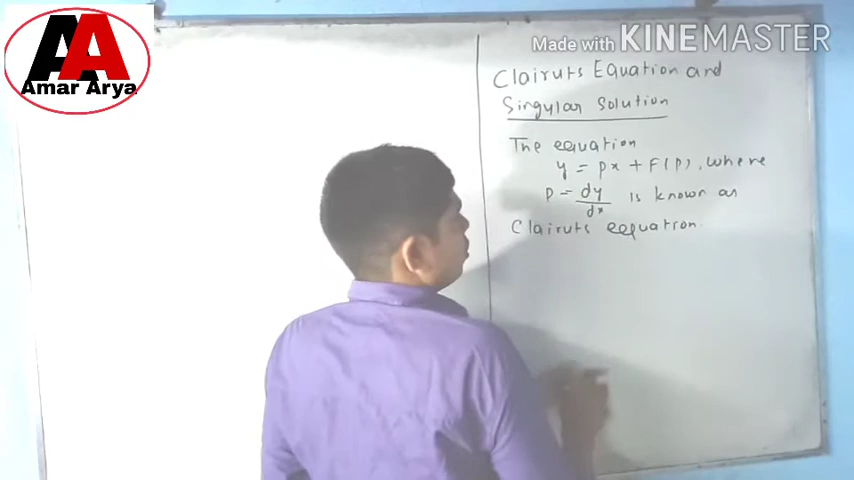 Made with KINEMASTER
AA
Amar Arya
Clairuts Equation and
Singular Solution
The equation
y = px + F(p), where
p = dy/dx is known as
Clairuts equation.